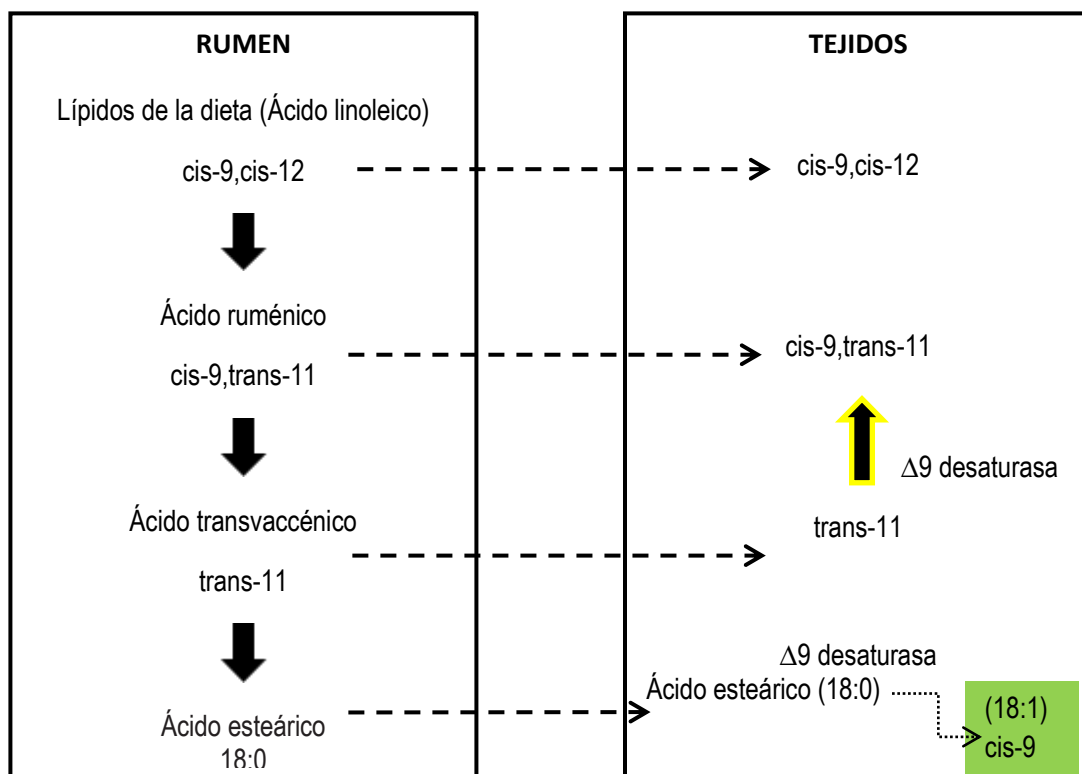 RUMEN
Lípidos de la dieta (Ácido linoleico)
cis-9,cis-12
Ácido ruménico
cis-9,trans-11
Ácido transvaccénico
trans-11
Ácido esteárico
18:0
TEJIDOS
cis-9,cis-12
cis-9,trans-11
Δ9 desaturasa
trans-11
Δ9 desaturasa
Ácido esteárico (18:0)
(18:1)
cis-9